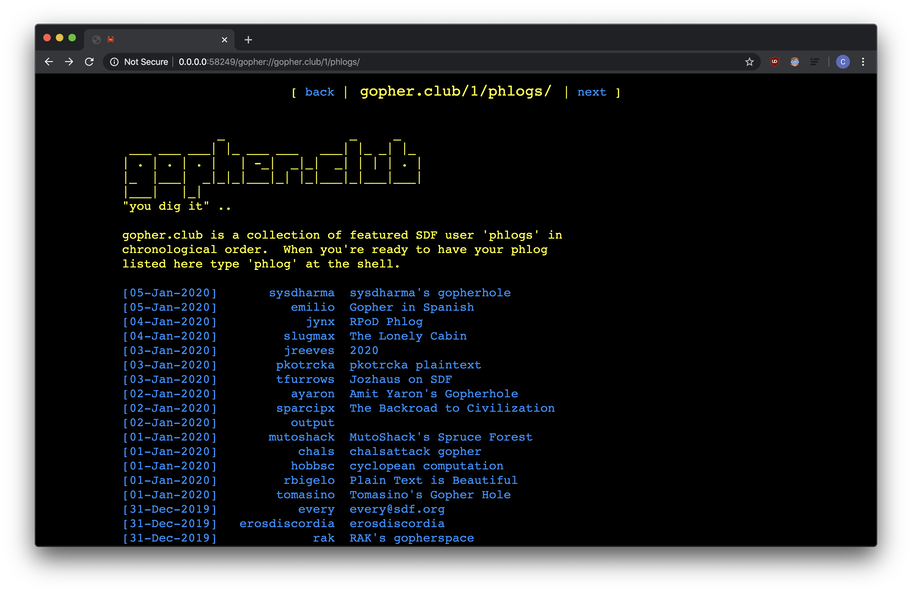 Not Secure | 0.0.0.0:58249/gopher://gopher.club/1/phlogs/
UD
C
[ back | gopher.club/1/phlogs/ | next ]
gopher.club
"you dig it" ..
gopher.club is a collection of featured SDF user 'phlogs' in
chronological order. When you're ready to have your phlog
listed here type 'phlog' at the shell.
[05-Jan-2020] sysdharma sysdharma's gopherhole
[05-Jan-2020] emilio Gopher in Spanish
[04-Jan-2020] jynx RPoD Phlog
[04-Jan-2020] slugmax The Lonely Cabin
[03-Jan-2020] jreeves 2020
[03-Jan-2020] pkotrcka pkotrcka plaintext
[03-Jan-2020] tfurrows Jozhaus on SDF
[02-Jan-2020] ayaron Amit Yaron's Gopherhole
[02-Jan-2020] sparcipx The Backroad to Civilization
[02-Jan-2020] output
[01-Jan-2020] mutoshack MutoShack's Spruce Forest
[01-Jan-2020] chals chalsattack gopher
[01-Jan-2020] hobbsc cyclopean computation
[01-Jan-2020] rbigelo Plain Text is Beautiful
[01-Jan-2020] tomasino Tomasino's Gopher Hole
[31-Dec-2019] every every@sdf.org
[31-Dec-2019] erosdiscordia erosdiscordia
[31-Dec-2019] rak RAK's gopherspace